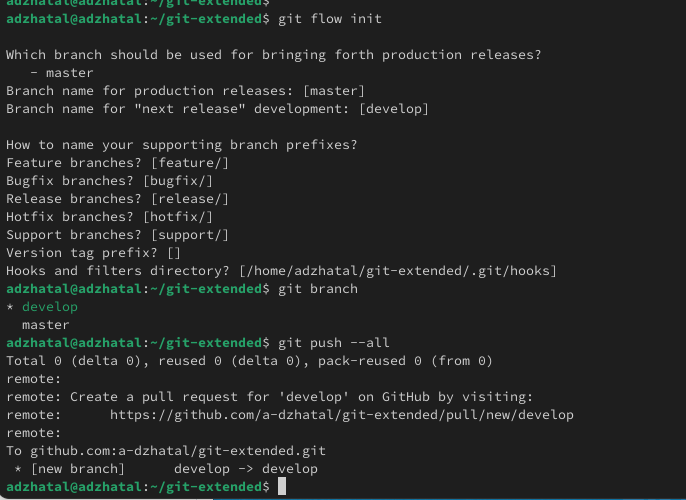 adzhatal@adzhatal:~/git-extended$
adzhatal@adzhatal:~/git-extended$ git flow init
Which branch should be used for bringing forth production releases?
   - master
Branch name for production releases: [master]
Branch name for "next release" development: [develop]
How to name your supporting branch prefixes?
Feature branches? [feature/]
Bugfix branches? [bugfix/]
Release branches? [release/]
Hotfix branches? [hotfix/]
Support branches? [support/]
Version tag prefix? []
Hooks and filters directory? [/home/adzhatal/git-extended/.git/hooks]
adzhatal@adzhatal:~/git-extended$ git branch
* develop
  master
adzhatal@adzhatal:~/git-extended$ git push --all
Total 0 (delta 0), reused 0 (delta 0), pack-reused 0 (from 0)
remote:
remote: Create a pull request for 'develop' on GitHub by visiting:
remote:      https://github.com/a-dzhatal/git-extended/pull/new/develop
remote:
To github.com:a-dzhatal/git-extended.git
 * [new branch]      develop -> develop
adzhatal@adzhatal:~/git-extended$